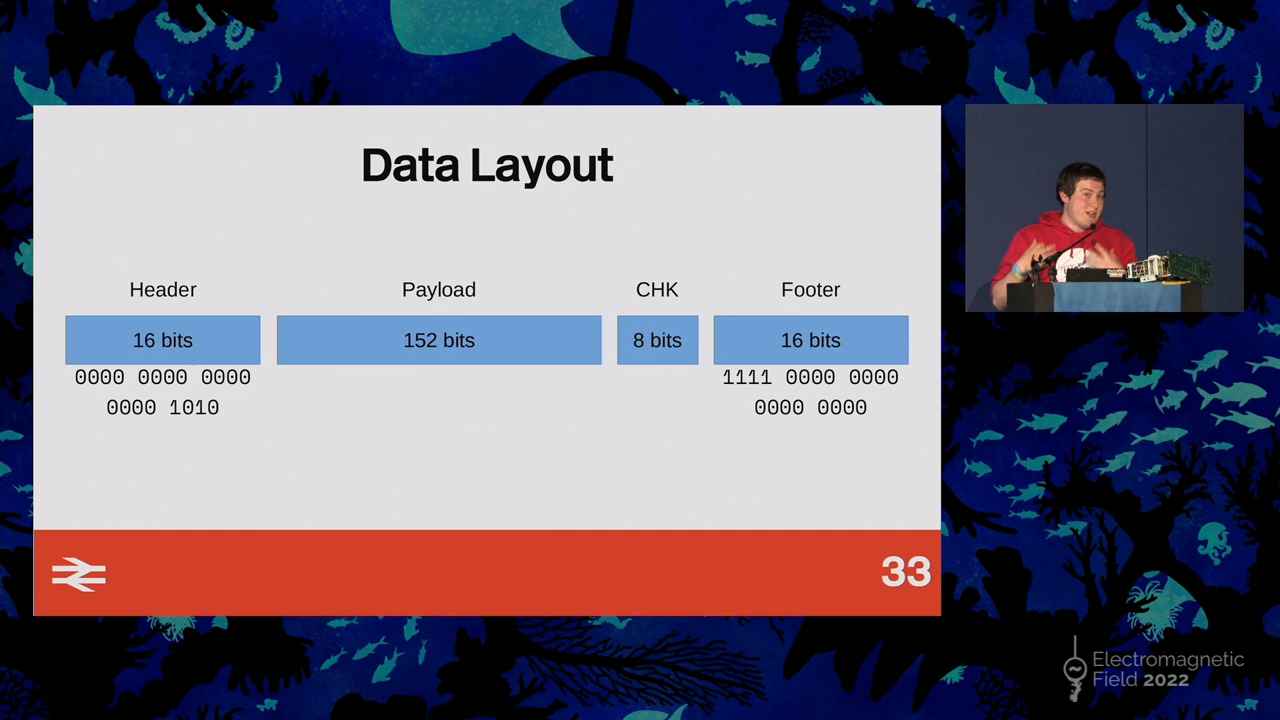 Data Layout
Header Payload CHK Footer
16 bits 152 bits 8 bits 16 bits
0000 0000 0000 1111 0000 0000
0000 1010 0000 0000
33
Electromagnetic
Field 2022